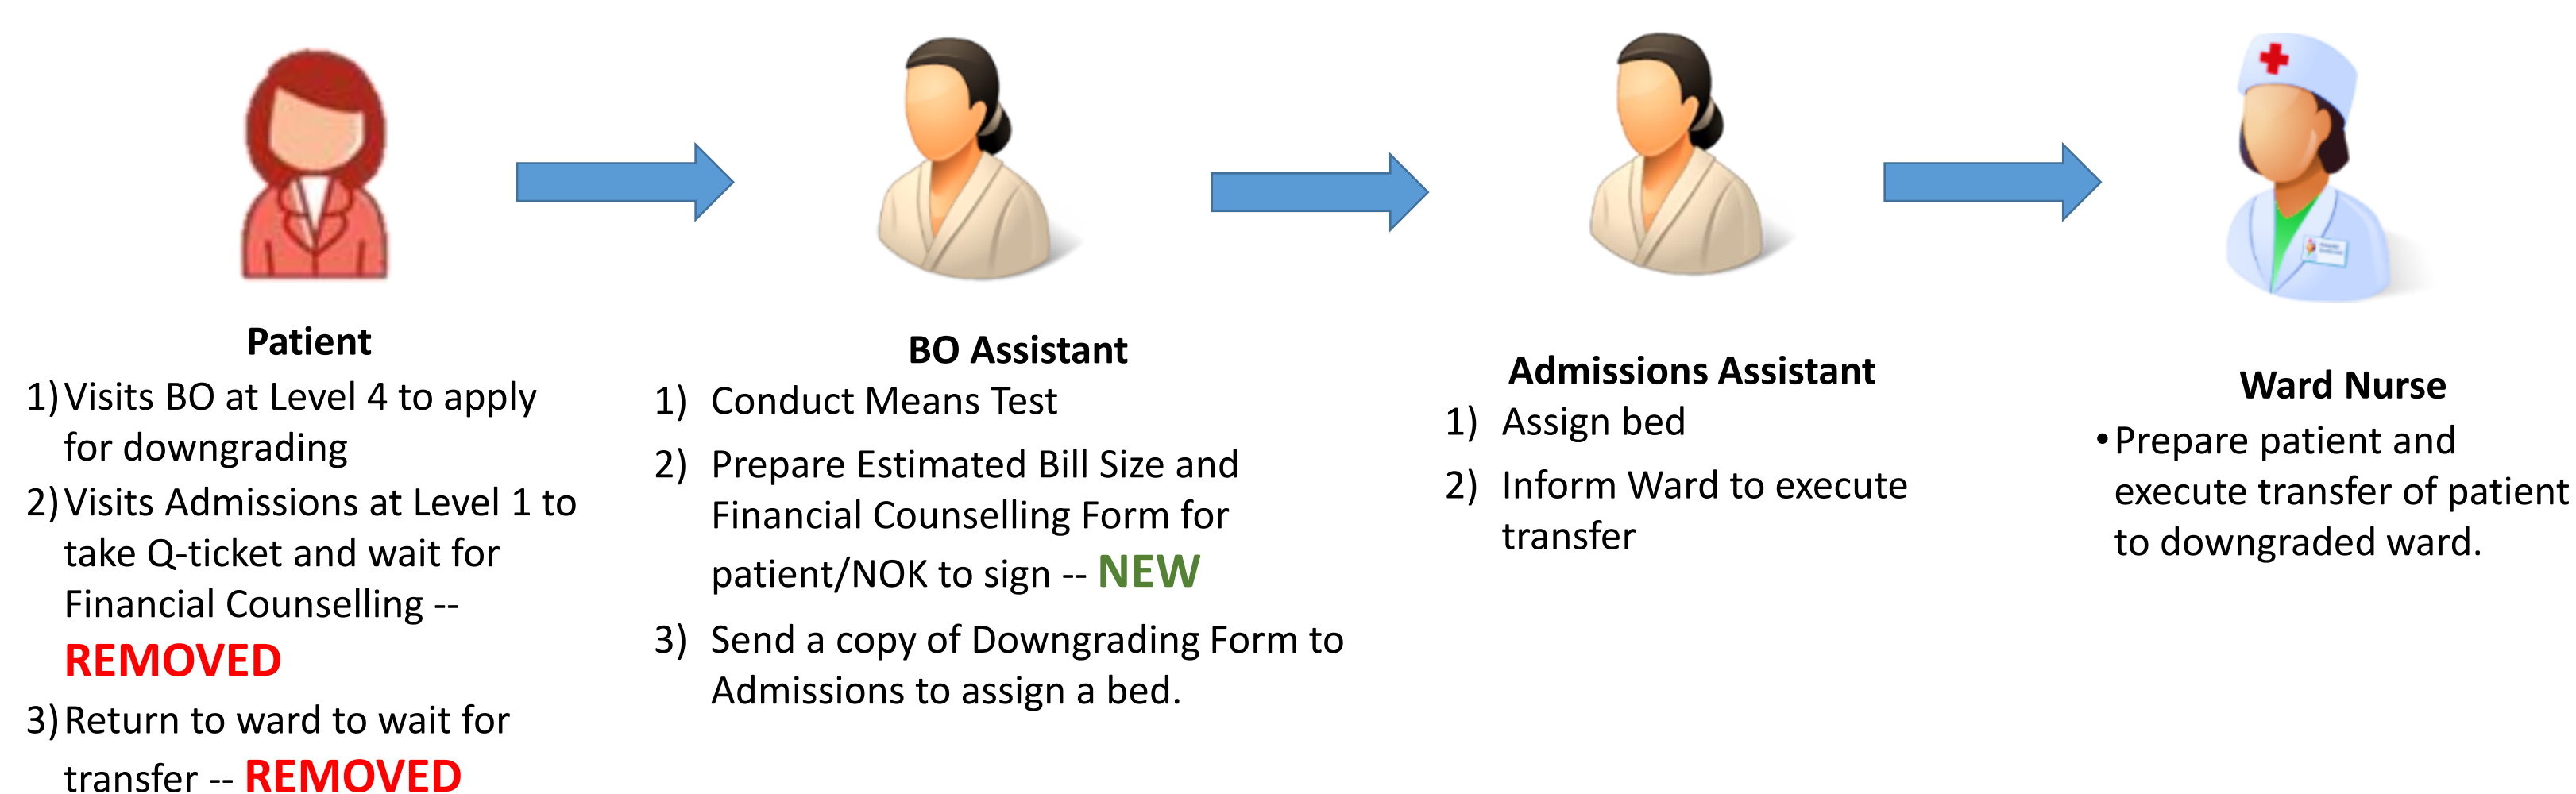 Patient
1) Visits BO at Level 4 to apply
for downgrading
2) Visits Admissions at Level 1 to
take Q-ticket and wait for
Financial Counselling --
REMOVED
3) Return to ward to wait for
transfer -- REMOVED
BO Assistant
1) Conduct Means Test
2) Prepare Estimated Bill Size and
Financial Counselling Form for
patient/NOK to sign -- NEW
3) Send a copy of Downgrading Form to
Admissions to assign a bed.
Admissions Assistant
1) Assign bed
2) Inform Ward to execute
transfer
Ward Nurse
• Prepare patient and
execute transfer of patient
to downgraded ward.